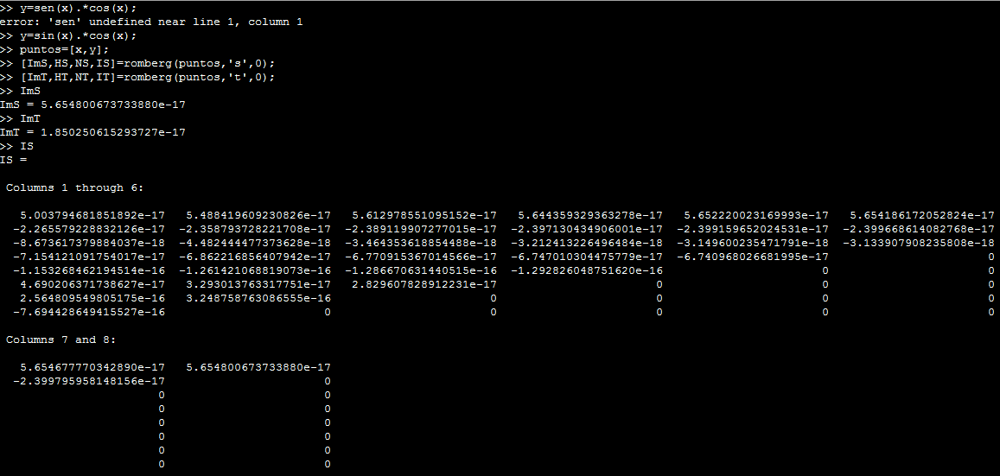 >> y=sen(x).*cos(x);
error: 'sen' undefined near line 1, column 1
>> y=sin(x).*cos(x);
>> puntos=[x,y];
>> [ImS,HS,NS,IS]=romberg(puntos,'s',0);
>> [ImT,HT,NT,IT]=romberg(puntos,'t',0);
>> ImS
ImS = 5.654800673733880e-17
>> ImT
ImT = 1.850250615293727e-17
>> IS
IS =
Columns 1 through 6:
5.003794681851892e-17 5.488419609230826e-17 5.612978551095152e-17 5.644359329363278e-17 5.652220023169993e-17 5.654186172052824e-17
-2.265579228832126e-17 -2.358793728221708e-17 -2.389119907277015e-17 -2.397130434906001e-17 -2.399159652024531e-17 -2.399668614082768e-17
-8.673617379884037e-18 -4.482444477373628e-18 -3.464353618854488e-18 -3.212413226496484e-18 -3.149600235471791e-18 -3.133907908235808e-18
-7.154121091754017e-17 -6.862216856407942e-17 -6.770915367014566e-17 -6.747010304475779e-17 -6.740968026681995e-17 0
-1.153268462194514e-16 -1.261421068819073e-16 -1.286670631440515e-16 -1.292826048751620e-16 0 0
4.690206371738627e-17 3.293013763317751e-17 2.829607828912231e-17 0 0 0
2.564809549805175e-16 3.248758763086555e-16 0 0 0 0
-7.694428649415527e-16 0 0 0 0 0
Columns 7 and 8:
5.654677770342890e-17 5.654800673733880e-17
-2.399795958148156e-17 0
0 0
0 0
0 0
0 0
0 0
0 0